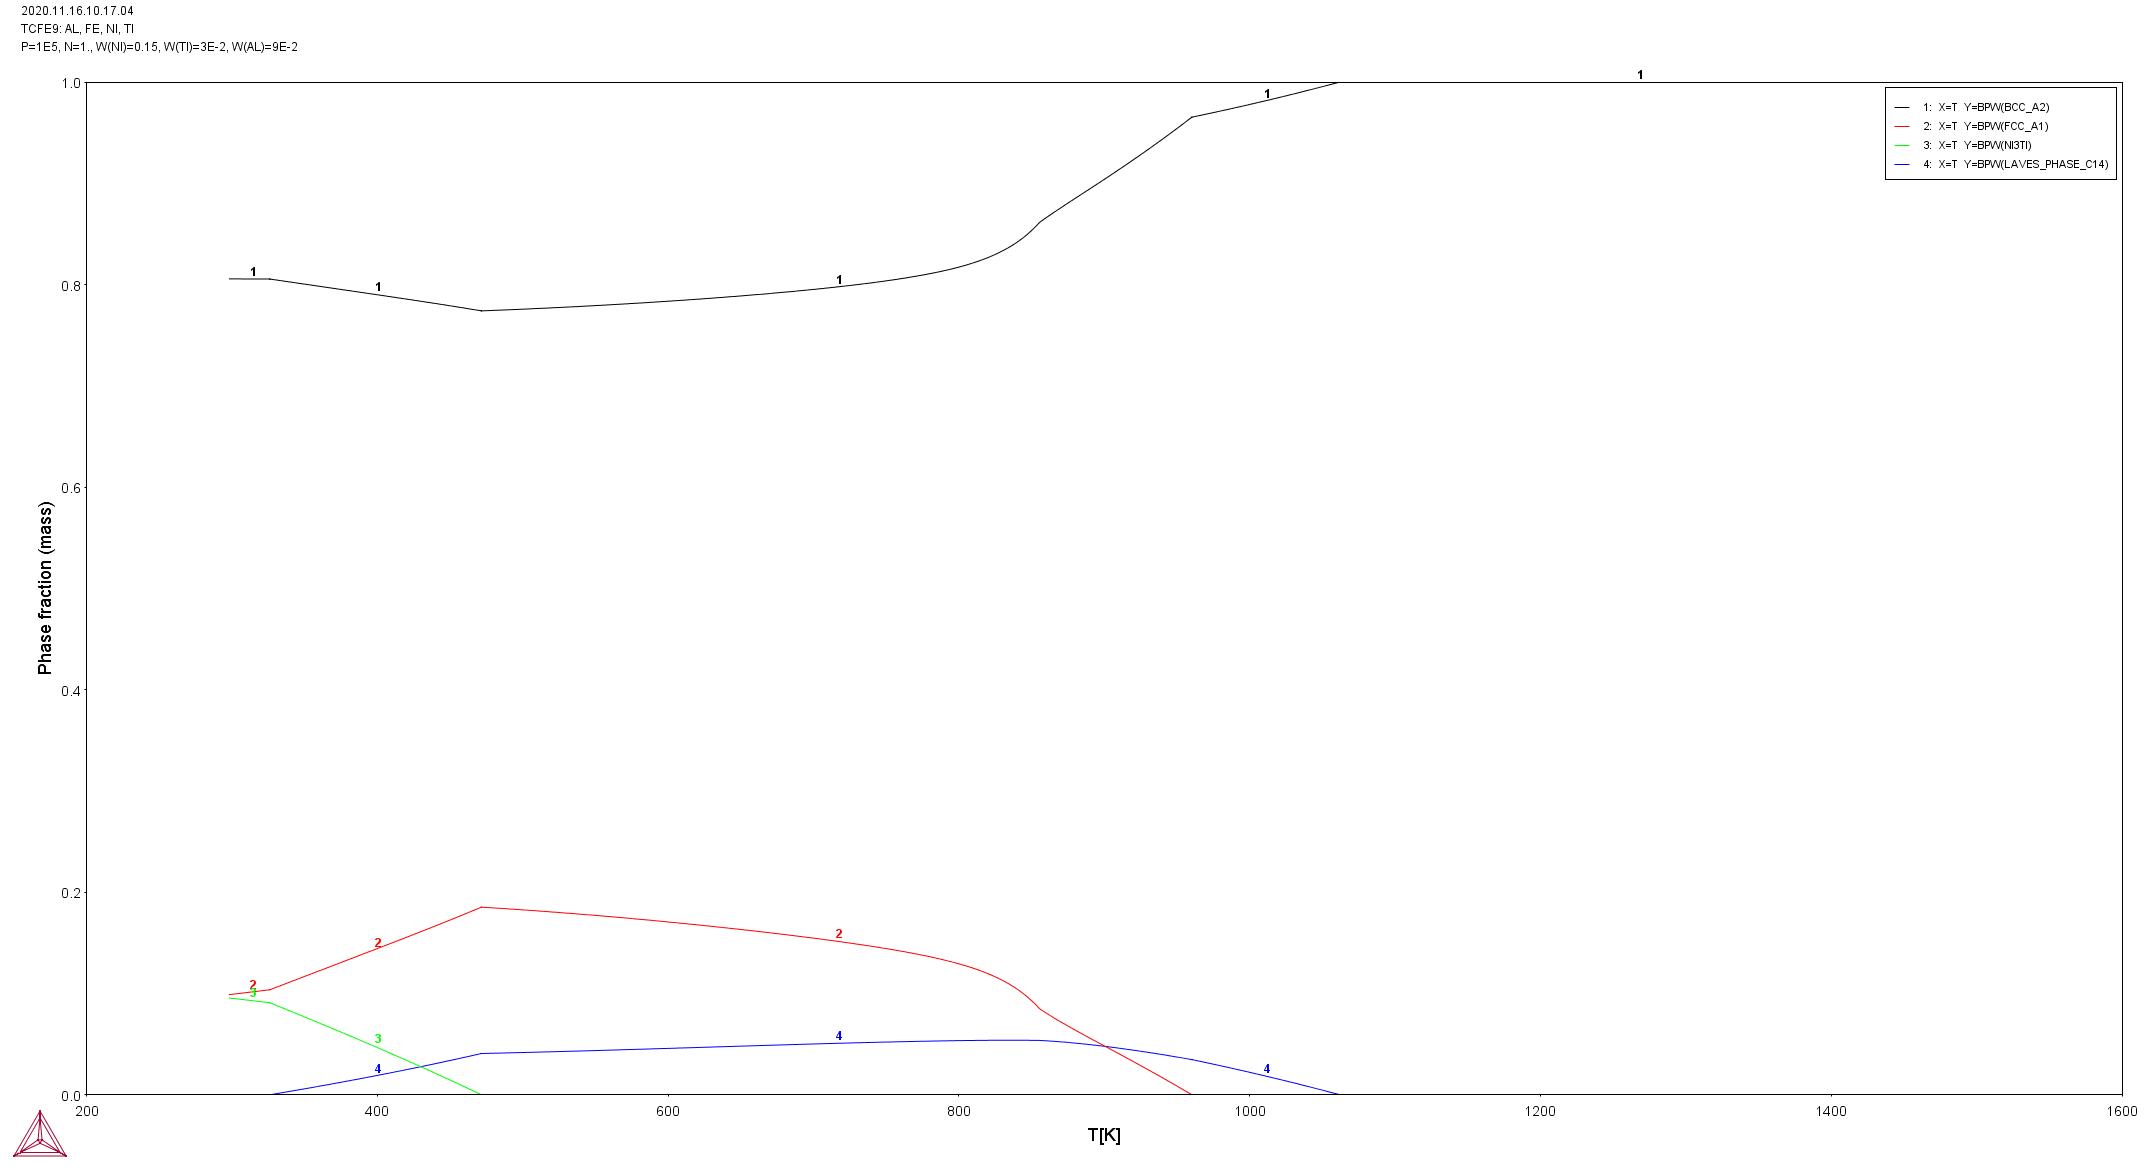 2020.11.16.10.17.04
TCFE9: AL, FE, NI, TI
P=1E5, N=1., W(NI)=0.15, W(TI)=3E-2, W(AL)=9E-2
1: X=T Y=BPW(BCC_A2)
2: X=T Y=BPW(FCC_A1)
3: X=T Y=BPW(NI3TI)
4: X=T Y=BPW(LAVES_PHASE_C14)
1 1 1 1 1
2 2 2
3 3
4 4 4
1.0
0.8
0.6
0.4
0.2
0.0
Phase fraction (mass)
200 400 600 800 1000 1200 1400 1600
T[K]